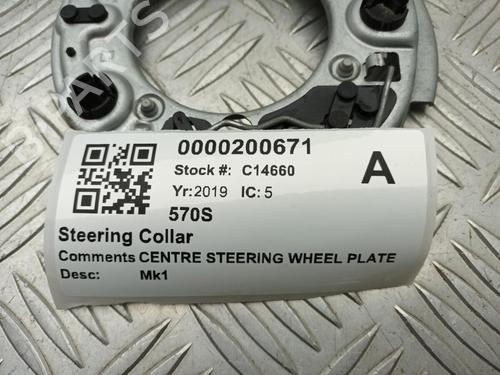 0000200671
Stock #: C14660
A
Yr:2019 IC: 5
570S
Steering Collar
Comments CENTRE STEERING WHEEL PLATE
Desc: Mk1